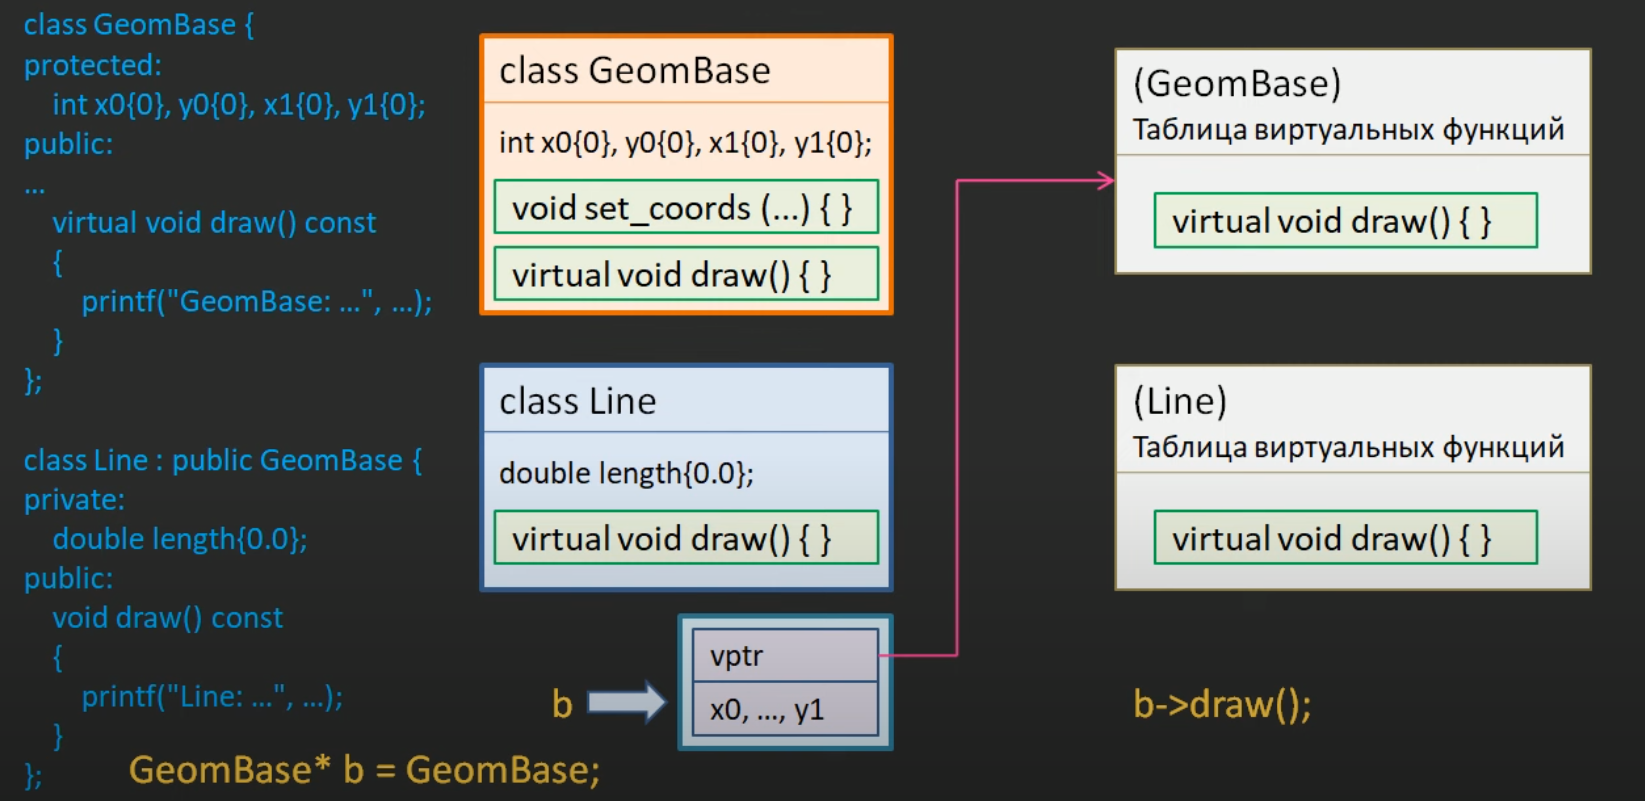 class GeomBase {
protected:
int x0{0}, y0{0}, x1{0}, y1{0};
public:
...
virtual void draw() const
{
printf("GeomBase: ...", ...);
}
};
class Line : public GeomBase {
private:
double length{0.0};
public:
void draw() const
{
printf("Line: ...", ...);
}
};
GeomBase* b = GeomBase;
class GeomBase
int x0{0}, y0{0}, x1{0}, y1{0};
void set_coords (...) { }
virtual void draw() { }
class Line
double length{0.0};
virtual void draw() { }
b
vptr
x0, ..., y1
(GeomBase)
Таблица виртуальных функций
virtual void draw() { }
(Line)
Таблица виртуальных функций
virtual void draw() { }
b->draw();